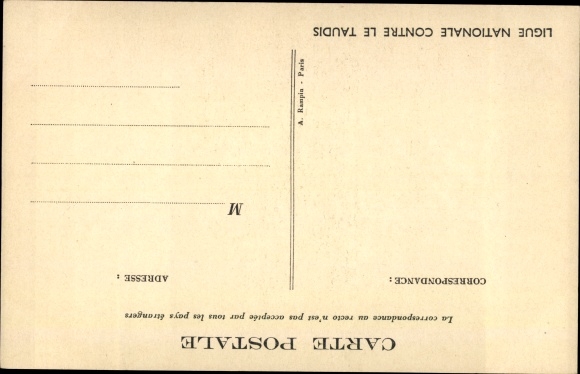 CARTE POSTALE
La correspondance au recto n'est pas acceptée par tous les pays étrangers
CORRESPONDANCE :
ADRESSE :
M
A. Rampin - Paris
LIGUE NATIONALE CONTRE LE TAUDIS